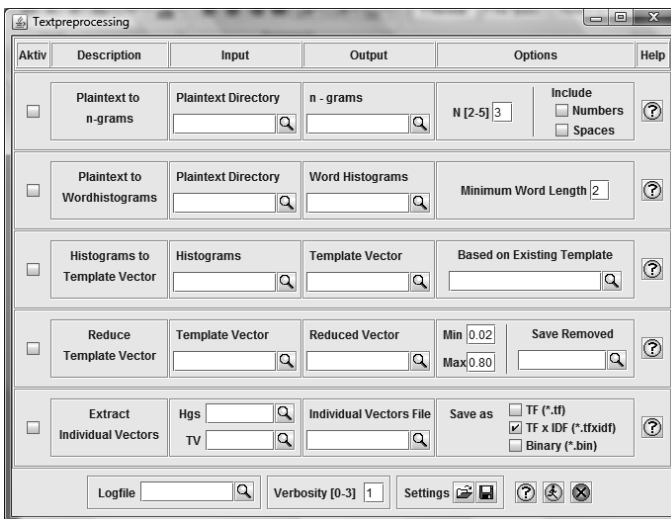 Textpreprocessing
Aktiv Description Input Output Options Help
Plaintext to n-grams
Plaintext Directory
n - grams
N [2-5] 3
Include
Numbers
Spaces
Plaintext to Wordhistograms
Plaintext Directory
Word Histograms
Minimum Word Length 2
Histograms to Template Vector
Histograms
Template Vector
Based on Existing Template
Reduce Template Vector
Template Vector
Reduced Vector
Min 0.02
Max 0.80
Save Removed
Extract Individual Vectors
Hgs
TV
Individual Vectors File
Save as
TF (*.tf)
TF x IDF (*.tfxidf)
Binary (*.bin)
Logfile
Verbosity [0-3] 1
Settings